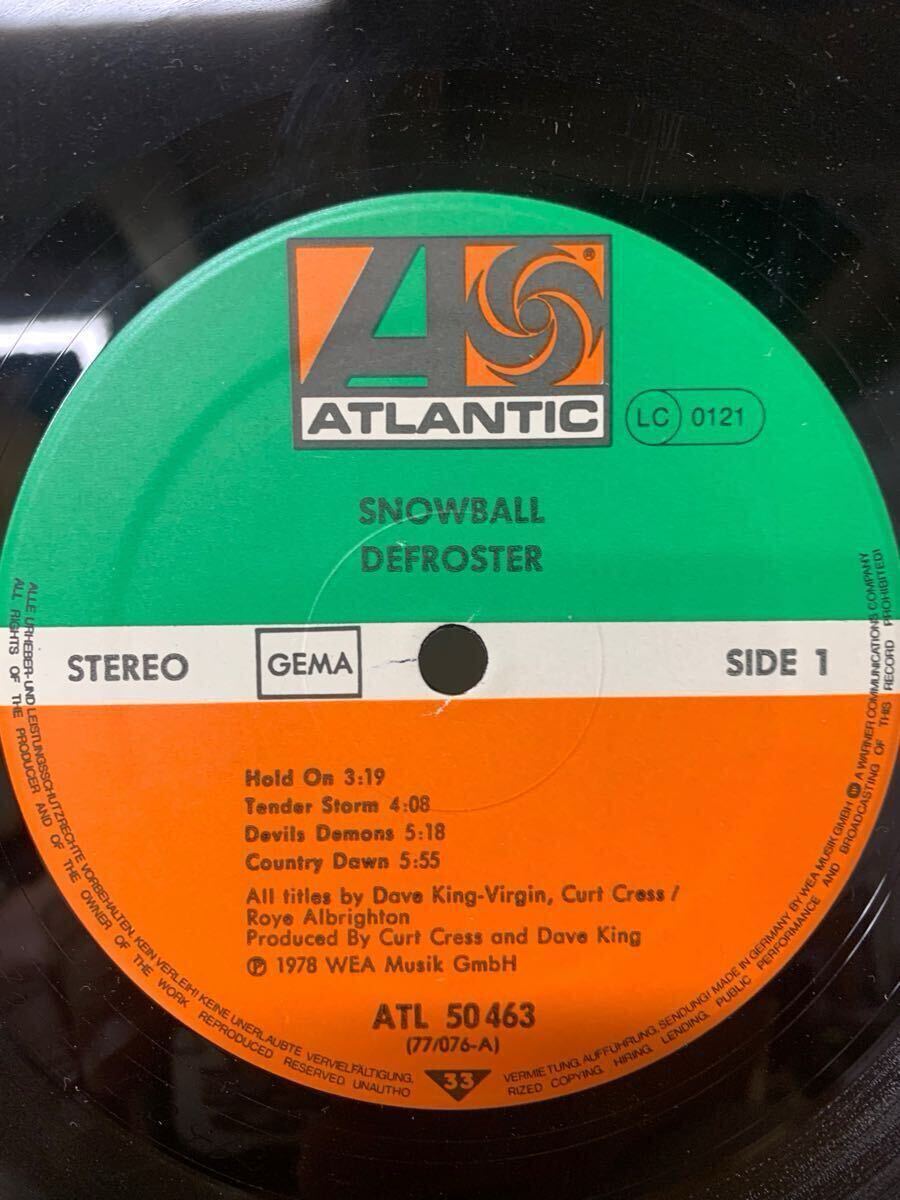 ®
ATLANTIC
LC 0121
SNOWBALL
DEFROSTER
STEREO
GEMA
SIDE 1
Hold On 3:19
Tender Storm 4:08
Devils Demons 5:18
Country Dawn 5:55
All titles by Dave King-Virgin, Curt Cress /
Roye Albrighton
Produced By Curt Cress and Dave King
℗ 1978 WEA Musik GmbH
ATL 50 463
(77/076-A)
33
ALLE URHEBER-UND LEISTUNGSSCHUTZRECHTE VORBEHALTEN. KEIN VERLEIH! KEINE UNERLAUBTE VERVIELFÄLTIGUNG, VERMIETUNG, AUFFÜHRUNG, SENDUNG! MADE IN GERMANY BY WEA MUSIK GMBH A WARNER COMMUNICATIONS COMPANY
ALL RIGHTS OF THE PRODUCER AND OF THE OWNER OF THE WORK REPRODUCED RESERVED. UNAUTHORIZED COPYING, HIRING, LENDING, PUBLIC PERFORMANCE AND BROADCASTING OF THIS RECORD PROHIBITED!